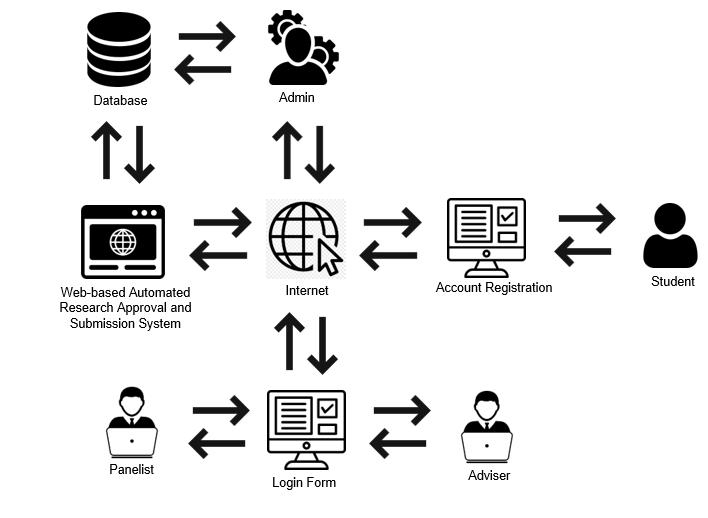 Database
Admin
Web-based Automated
Research Approval and
Submission System
Internet
Account Registration
Student
Panelist
Login Form
Adviser